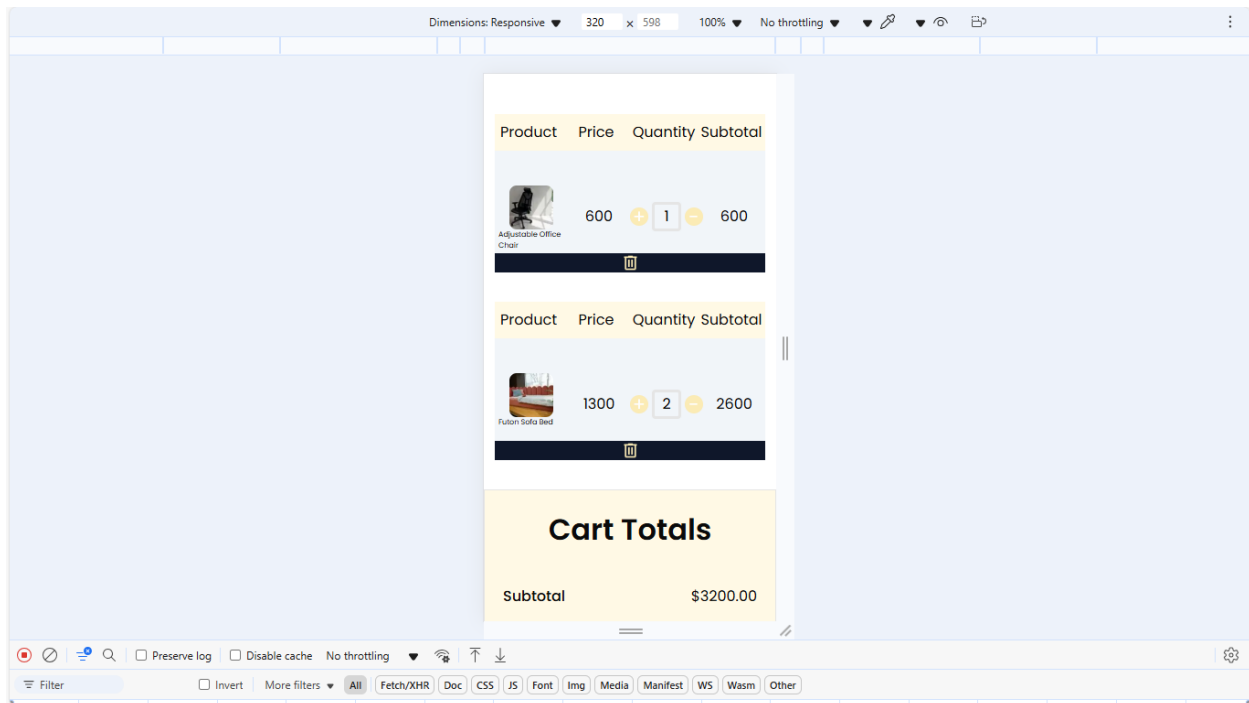 Dimensions: Responsive ▼ 320 x 598 100% ▼ No throttling ▼
Product Price Quantity Subtotal
600 + 1 - 600
Adjustable Office
Chair
Product Price Quantity Subtotal
1300 + 2 - 2600
Futon Sofa Bed
Cart Totals
Subtotal $3200.00
Preserve log Disable cache No throttling ▼
Filter Invert More filters ▼ All Fetch/XHR Doc CSS JS Font Img Media Manifest WS Wasm Other